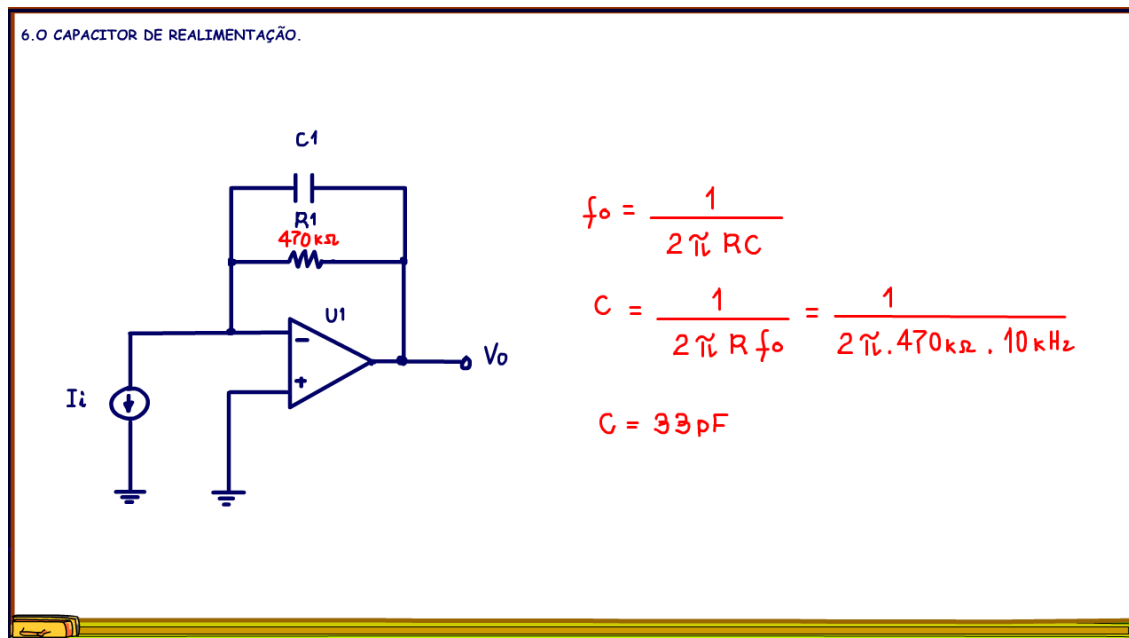 6.O CAPACITOR DE REALIMENTAÇÃO.
C1
R1
470kΩ
U1
−
+
Ii
Vo
fo = 1 / 2π RC
C = 1 / 2π R fo = 1 / 2π.470kΩ . 10kHz
C = 33pF